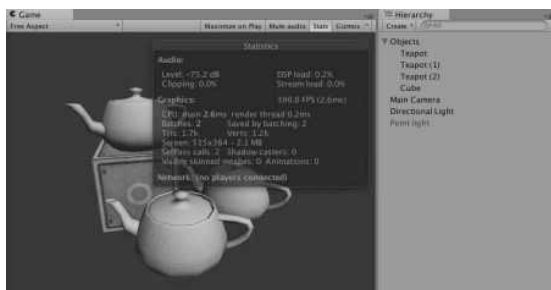 Game
Free Aspect
Maximize on Play Mute audio Stats Gizmos
Statistics
Audio:
Level: -75.2 dB DSP load: 0.2%
Clipping: 0.0% Stream load: 0.0%
Graphics: (2.6ms)
CPU: main 2.6ms render thread 0.2ms
Batches: 2 Saved by batching: 2
Tris: 1.7k Verts: 1.2k
Screen: 515x364 - 2.1 MB
SetPass calls: 2 Shadow casters: 0
Visible skinned meshes: 0 Animations: 0
Network: (no players connected)
Hierarchy
Create
Objects
Teapot
Teapot (1)
Teapot (2)
Cube
Main Camera
Directional Light
Point light